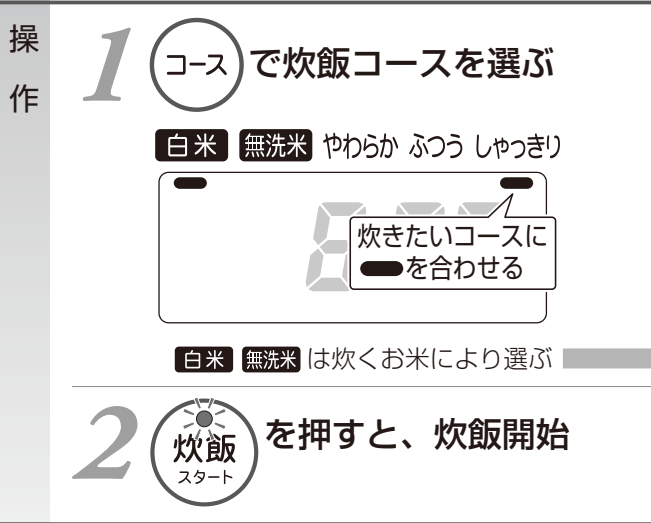 操作
1 コース で炊飯コースを選ぶ
白米 無洗米 やわらか ふつう しゃっきり
炊きたいコースに
を合わせる
白米 無洗米 は炊くお米により選ぶ
2 炊飯 スタート を押すと、炊飯開始